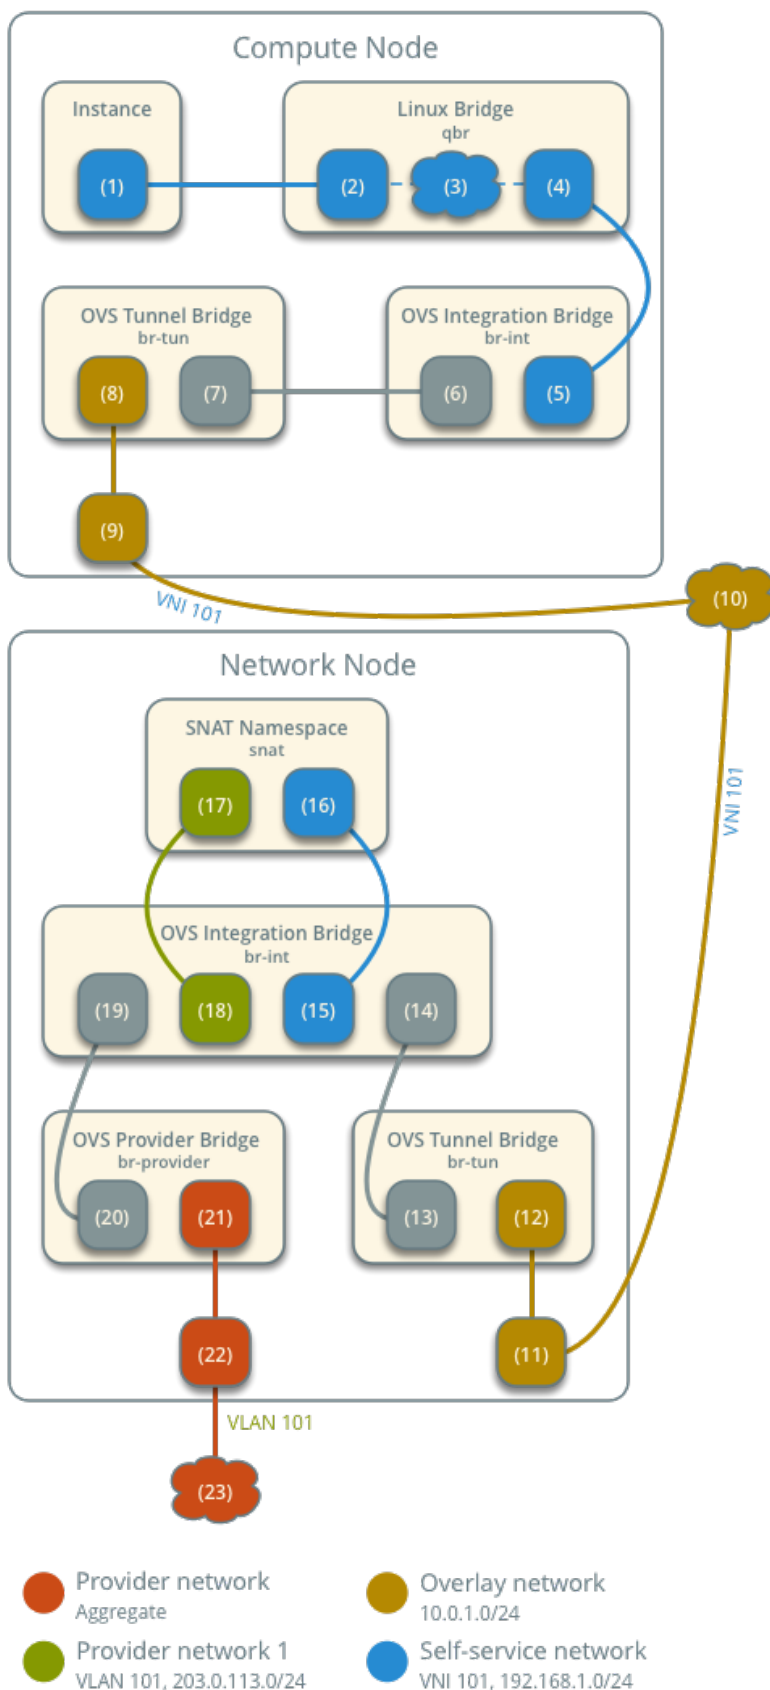 Compute Node
Instance
Linux Bridge
qbr
(1)
(2)
(3)
(4)
OVS Tunnel Bridge
br-tun
OVS Integration Bridge
br-int
(8)
(7)
(6)
(5)
(9)
VNI 101
(10)
Network Node
SNAT Namespace
snat
(17)
(16)
VNI 101
OVS Integration Bridge
br-int
(19)
(18)
(15)
(14)
OVS Provider Bridge
br-provider
OVS Tunnel Bridge
br-tun
(20)
(21)
(13)
(12)
(22)
(11)
VLAN 101
(23)
Provider network
Aggregate
Overlay network
10.0.1.0/24
Provider network 1
VLAN 101, 203.0.113.0/24
Self-service network
VNI 101, 192.168.1.0/24